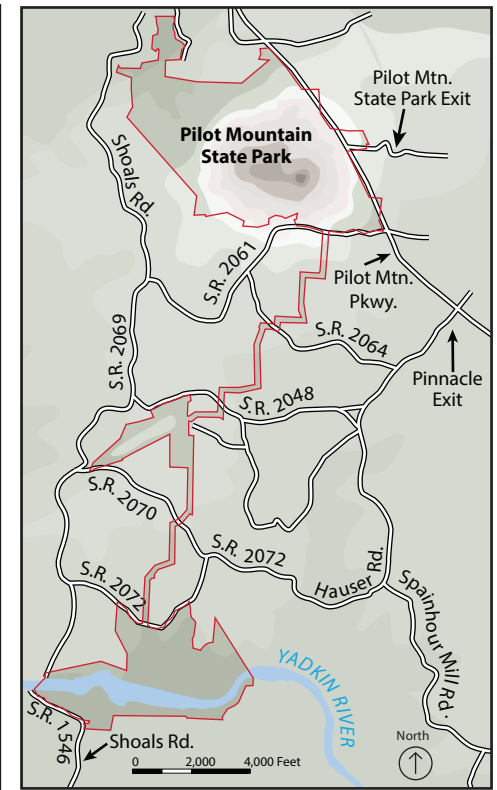 Pilot Mtn.
State Park Exit
Pilot Mountain
State Park
Shoals Rd.
S.R. 2061
Pilot Mtn.
Pkwy.
S.R. 2069
S.R. 2064
Pinnacle
Exit
S.R. 2048
S.R. 2070
S.R. 2072
S.R. 2072
Hauser Rd.
Spainhour Mill Rd.
YADKIN RIVER
S.R. 1546
Shoals Rd.
North
0 2,000 4,000 Feet